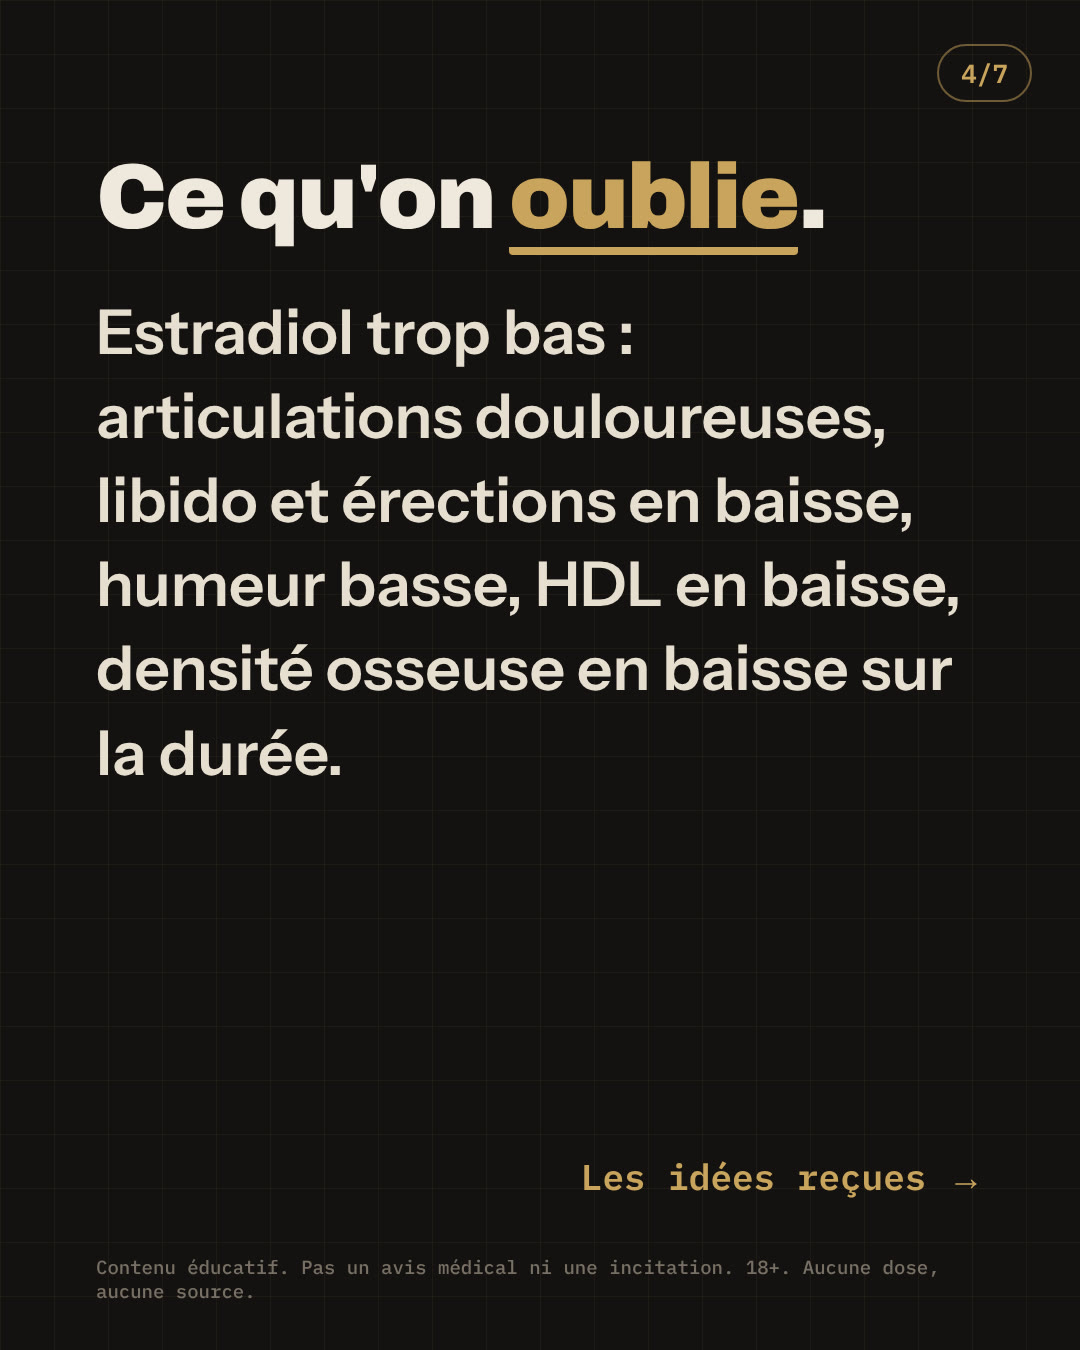 4/7
Ce qu'on oublie.
Estradiol trop bas :
articulations douloureuses,
libido et érections en baisse,
humeur basse, HDL en baisse,
densité osseuse en baisse sur
la durée.
Les idées reçues →
Contenu éducatif. Pas un avis médical ni une incitation. 18+. Aucune dose,
aucune source.